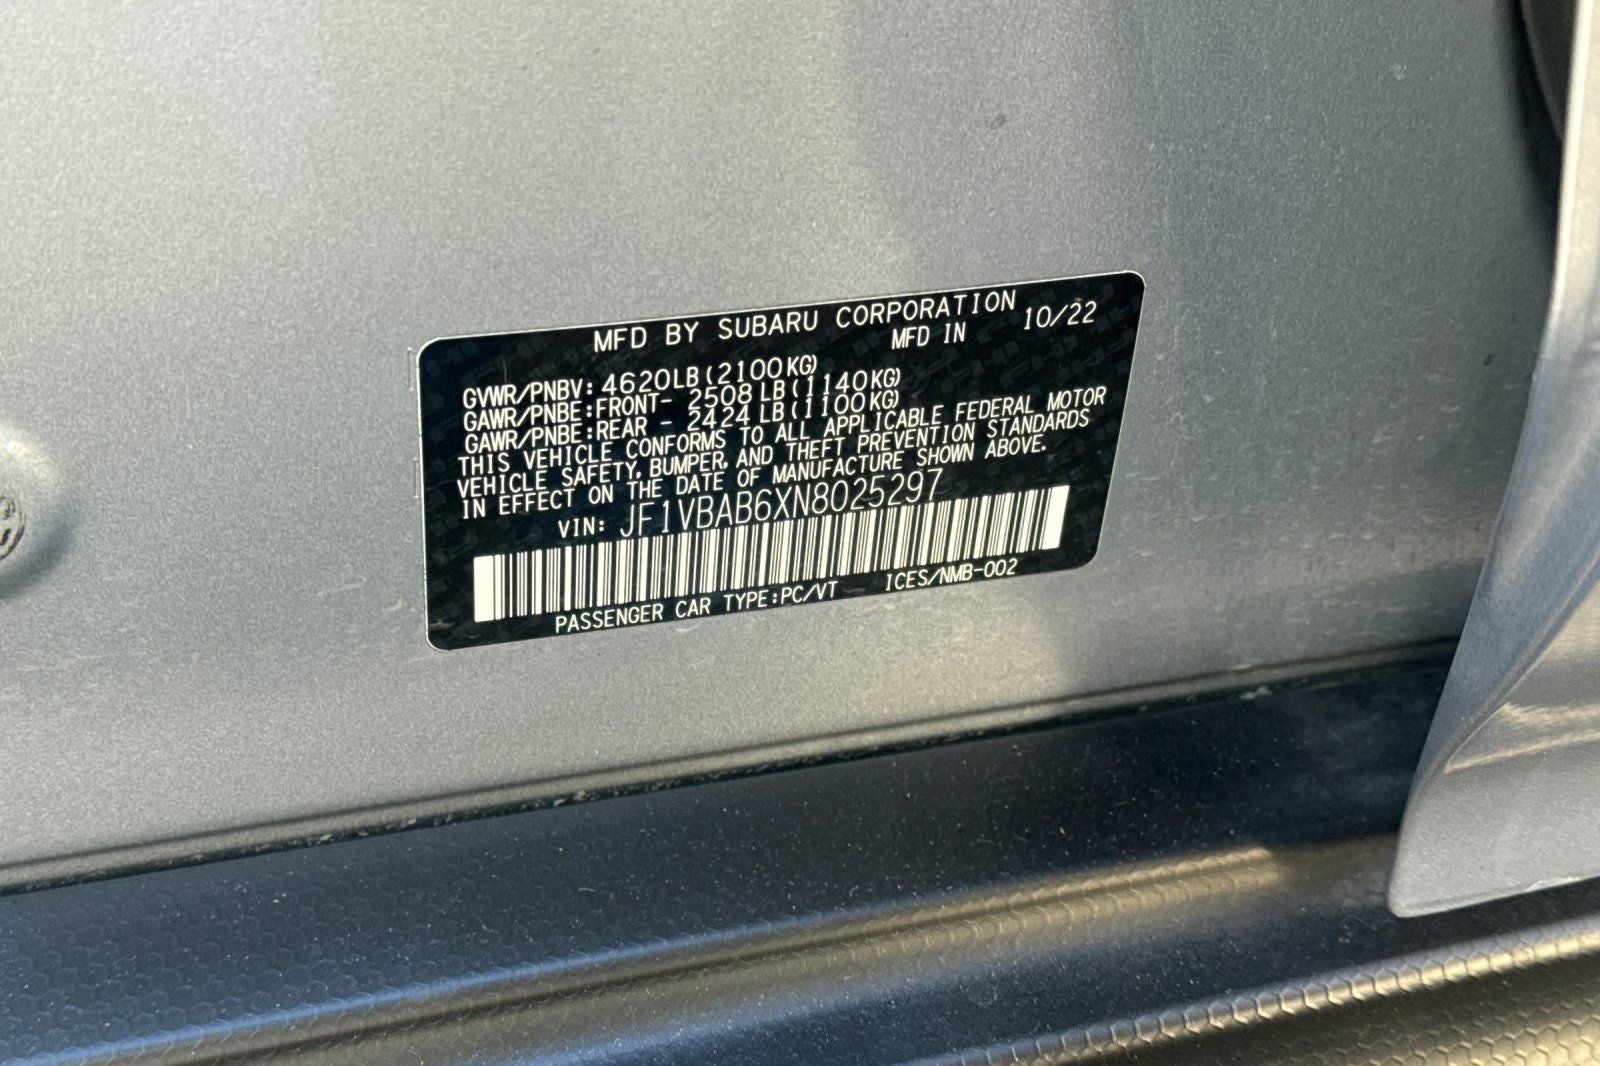 MFD BY SUBARU CORPORATION
MFD IN 10/22
GVWR/PNBV: 4620LB(2100KG)
GAWR/PNBE:FRONT- 2508LB(1140KG)
GAWR/PNBE:REAR - 2424LB(1100KG)
THIS VEHICLE CONFORMS TO ALL APPLICABLE FEDERAL MOTOR
VEHICLE SAFETY, BUMPER, AND THEFT PREVENTION STANDARDS
IN EFFECT ON THE DATE OF MANUFACTURE SHOWN ABOVE.
VIN: JF1VBAB6XN8025297
PASSENGER CAR TYPE:PC/VT ICES/NMB-002